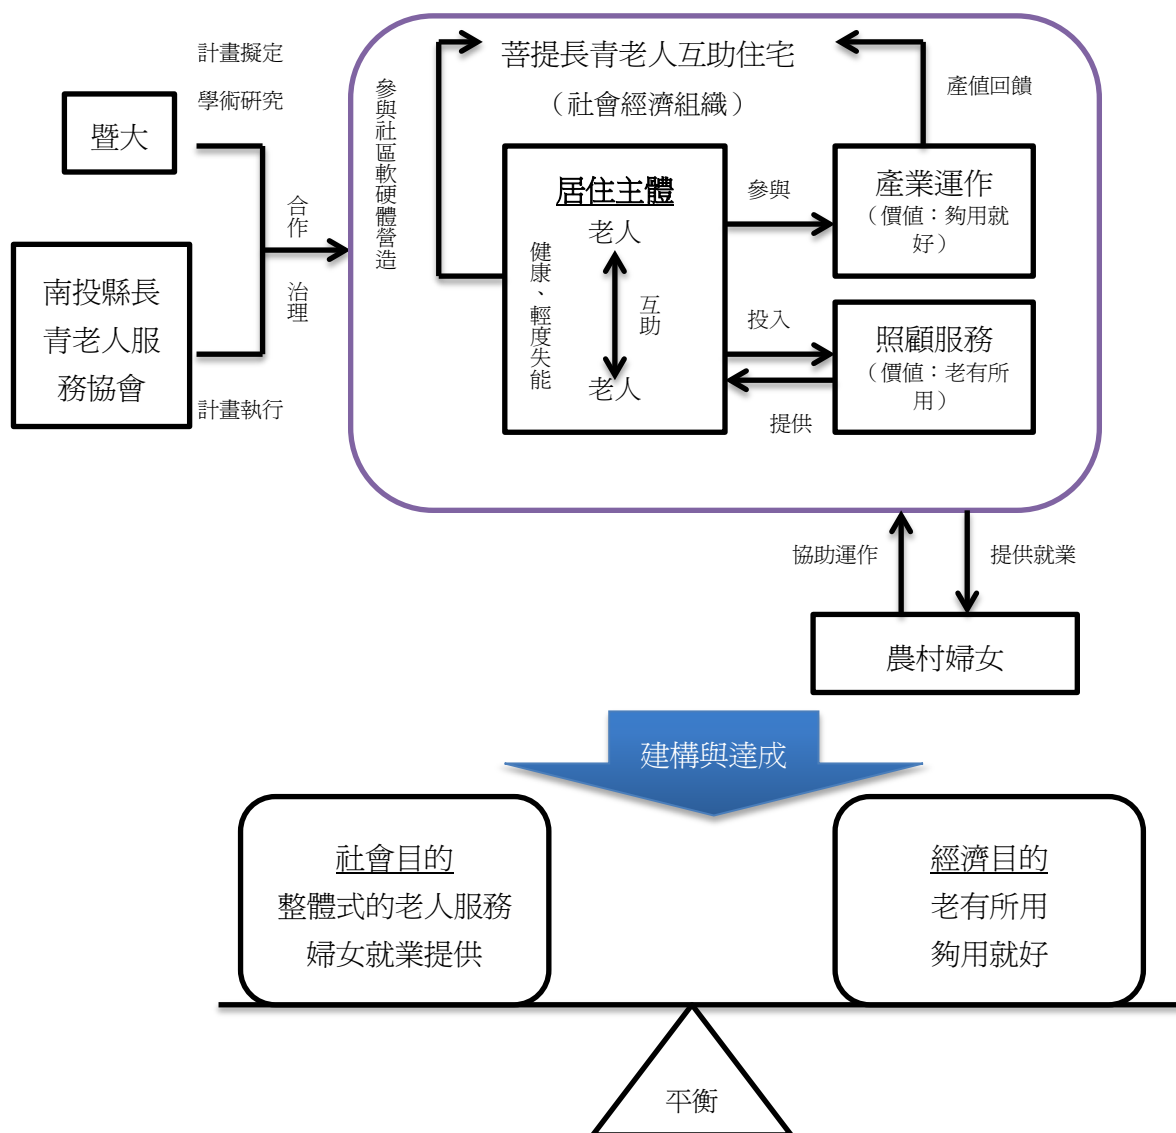 計畫擬定
學術研究
暨大
合作
治理
南投縣長
青老人服
務協會
計畫執行
參與社區軟硬體營造
菩提長青老人互助住宅
（社會經濟組織）
產值回饋
居住主體
老人
健康、輕度失能
互助
老人
參與
產業運作
（價值：夠用就
好）
投入
照顧服務
（價值：老有所
用）
提供
協助運作
提供就業
農村婦女
建構與達成
社會目的
整體式的老人服務
婦女就業提供
經濟目的
老有所用
夠用就好
平衡